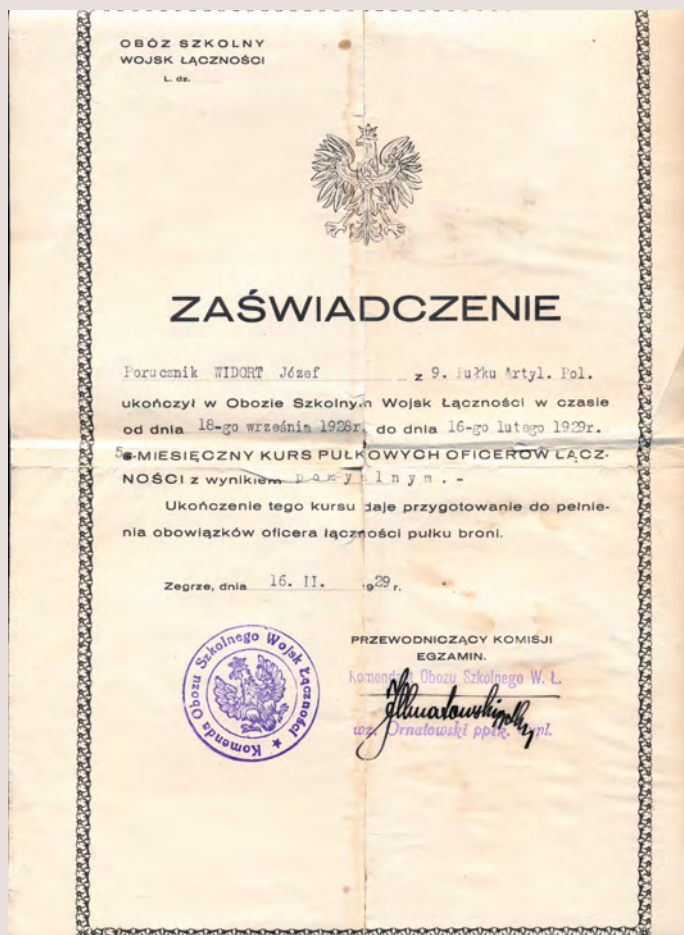 OBÓZ SZKOLNY
WOJSK ŁĄCZNOŚCI
L. dz.
ZAŚWIADCZENIE
Porucznik WIDORT Józef z 9. Pułku Artyl. Pol.
ukończył w Obozie Szkolnym Wojsk Łączności w czasie
od dnia 18-go września 1928r. do dnia 16-go lutego 1929r.
5-MIESIĘCZNY KURS PUŁKOWYCH OFICERÓW ŁĄCZ-
NOŚCI z wynikiem pomyślnym.-
Ukończenie tego kursu daje przygotowanie do pełnie-
nia obowiązków oficera łączności pułku broni.
Zegrze, dnia 16. II. 1929 r.
PRZEWODNICZĄCY KOMISJI
EGZAMIN.
Komendant Obozu Szkolnego W. Ł.
wz. Ornatowski ppłk.
Komenda Obozu Szkolnego Wojsk Łączności